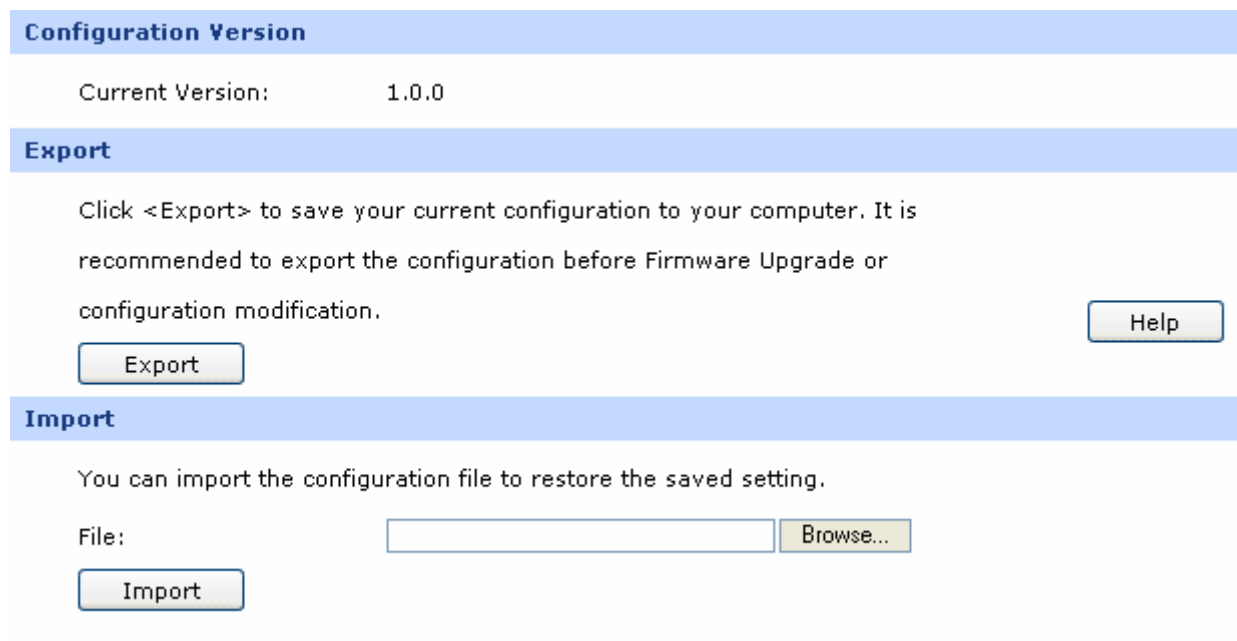 Configuration Version
Current Version: 1.0.0
Export
Click <Export> to save your current configuration to your computer. It is
recommended to export the configuration before Firmware Upgrade or
configuration modification.
Help
Export
Import
You can import the configuration file to restore the saved setting.
File: Browse...
Import